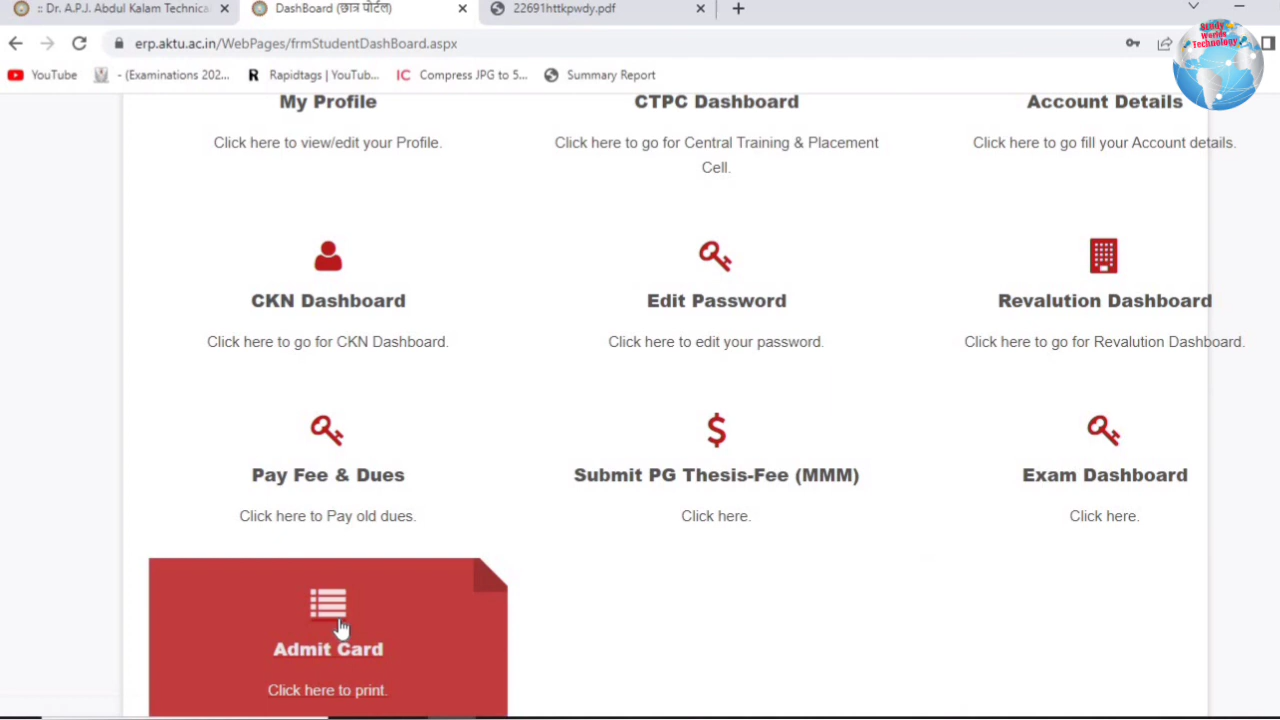 :: Dr. A.P.J. Abdul Kalam Technica
DashBoard (छात्र पोर्टल)
22691httkpwdy.pdf
erp.aktu.ac.in/WebPages/frmStudentDashBoard.aspx
YouTube
- (Examinations 202...
Rapidtags | YouTub...
IC Compress JPG to 5...
Summary Report
Study
Worlds
Technology
My Profile
Click here to view/edit your Profile.
CTPC Dashboard
Click here to go for Central Training & Placement
Cell.
Account Details
Click here to go fill your Account details.
CKN Dashboard
Click here to go for CKN Dashboard.
Edit Password
Click here to edit your password.
Revalution Dashboard
Click here to go for Revalution Dashboard.
Pay Fee & Dues
Click here to Pay old dues.
Submit PG Thesis-Fee (MMM)
Click here.
Exam Dashboard
Click here.
Admit Card
Click here to print.